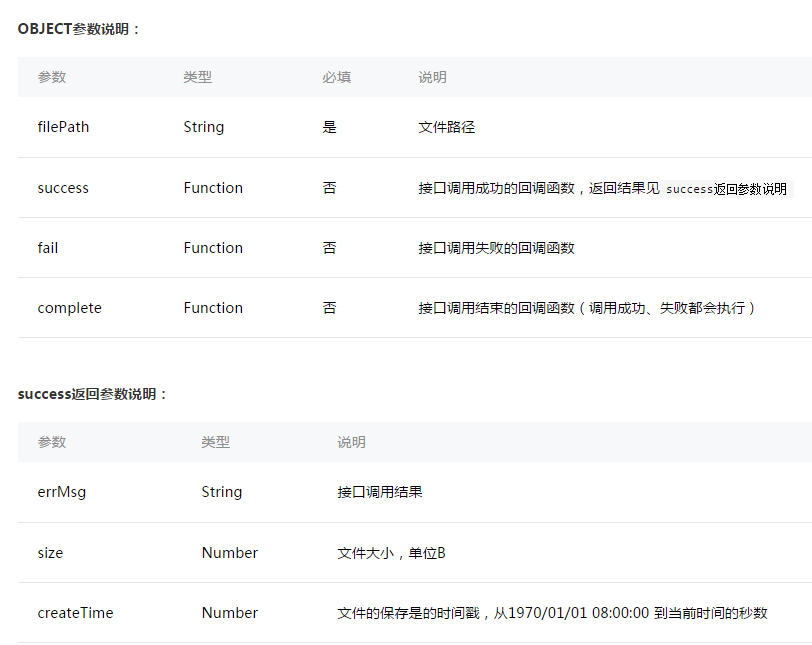 OBJECT参数说明：
参数 类型 必填 说明
filePath String 是 文件路径
success Function 否 接口调用成功的回调函数，返回结果见 success返回参数说明
fail Function 否 接口调用失败的回调函数
complete Function 否 接口调用结束的回调函数（调用成功、失败都会执行）
success返回参数说明：
参数 类型 说明
errMsg String 接口调用结果
size Number 文件大小，单位B
createTime Number 文件的保存是的时间戳，从1970/01/01 08:00:00 到当前时间的秒数